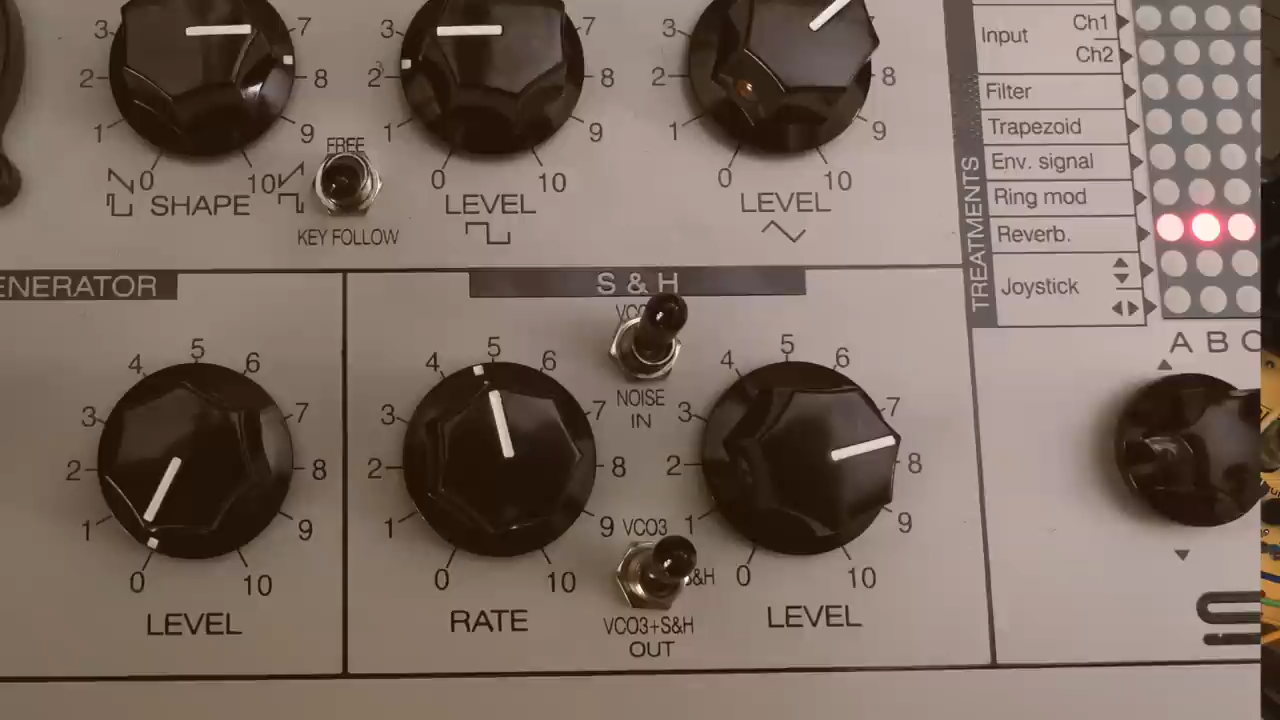 3 7 3 7 3
2 8 2 8 2 8
1 9 1 9 1 9
FREE
0 10 0 10 0 10
SHAPE LEVEL LEVEL
KEY FOLLOW
Input Ch1
Ch2
Filter
Trapezoid
Env. signal
Ring mod
Reverb.
Joystick
TREATMENTS
A B C
ENERATOR
4 5 6
3 7
2 8
1 9
0 10
LEVEL
S & H
4 5 6
3 7
2 8
1 9
0 10
RATE
NOISE
IN
VCO3
S&H
VCO3+S&H
OUT
4 5 6
3 7
2 8
1 9
0 10
LEVEL